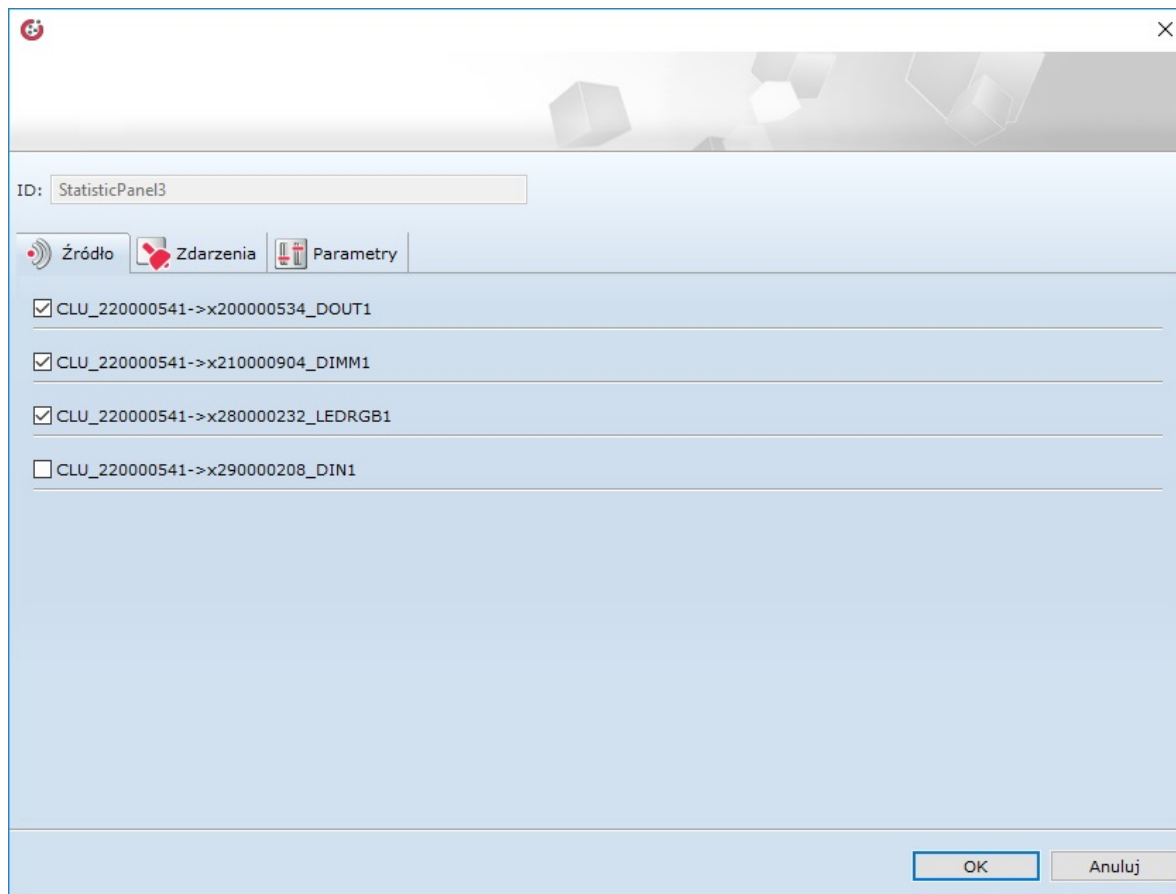 ID: StatisticPanel3
Źródło Zdarzenia Parametry
CLU_220000541->x200000534_DOUT1
CLU_220000541->x210000904_DIMM1
CLU_220000541->x280000232_LEDRGB1
CLU_220000541->x290000208_DIN1
OK Anuluj